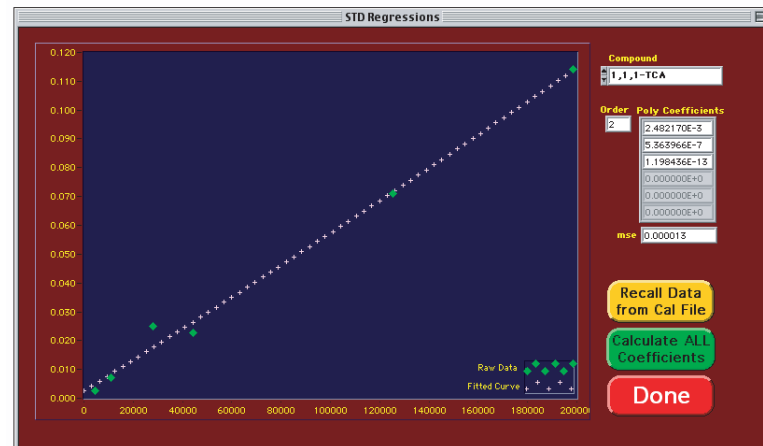 STD Regressions
0.120
0.110
0.100
0.090
0.080
0.070
0.060
0.050
0.040
0.030
0.020
0.010
0.000
0 20000 40000 60000 80000 100000 120000 140000 160000 180000 200000
Raw Data
Fitted Curve
Compound
1,1,1-TCA
Order Poly Coefficients
2
2.482170E-3
5.363966E-7
1.198436E-13
0.000000E+0
0.000000E+0
0.000000E+0
mse 0.000013
Recall Data
from Cal File
Calculate ALL
Coefficients
Done